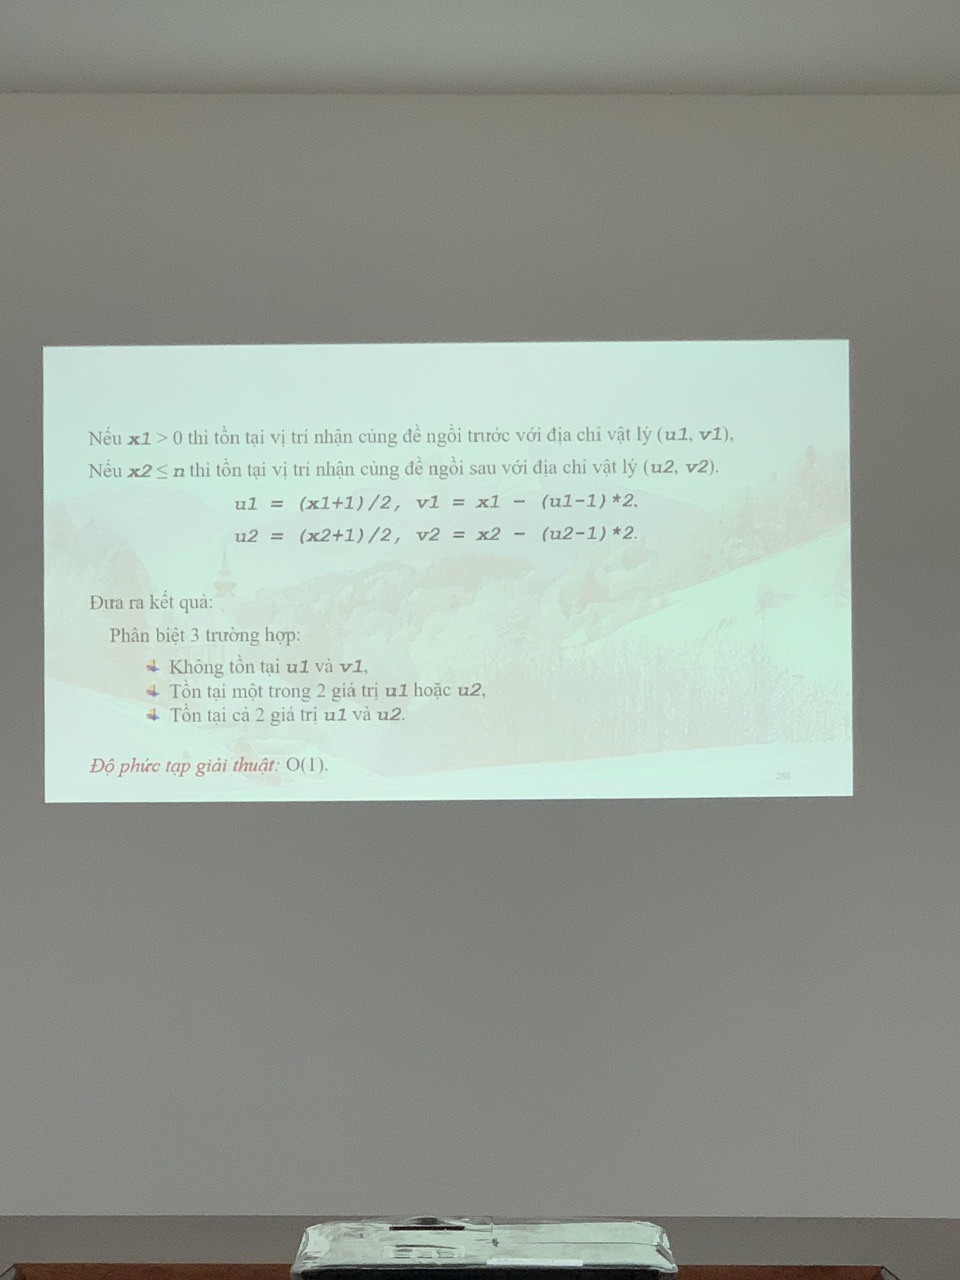 Nếu x1 > 0 thì tồn tại vị trí nhận cùng đề ngồi trước với địa chỉ vật lý (u1, v1),
Nếu x2 ≤ n thì tồn tại vị trí nhận cùng đề ngồi sau với địa chỉ vật lý (u2, v2).
u1 = (x1+1)/2, v1 = x1 - (u1-1)*2,
u2 = (x2+1)/2, v2 = x2 - (u2-1)*2.
Đưa ra kết quả:
Phân biệt 3 trường hợp:
Không tồn tại u1 và v1,
Tồn tại một trong 2 giá trị u1 hoặc u2,
Tồn tại cả 2 giá trị u1 và u2.
Độ phức tạp giải thuật: O(1).